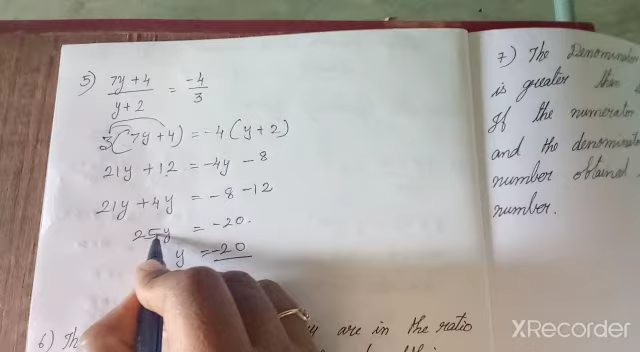 5) (7y + 4)/(y + 2) = -4/3
3(7y + 4) = -4(y + 2)
21y + 12 = -4y - 8
21y + 4y = -8 - 12
25y = -20.
y = -20
6) Th
y are in the ratio
7) The Denominator
is greater than
If the numerator
and the denominato
number obtained
number.
XRecorder